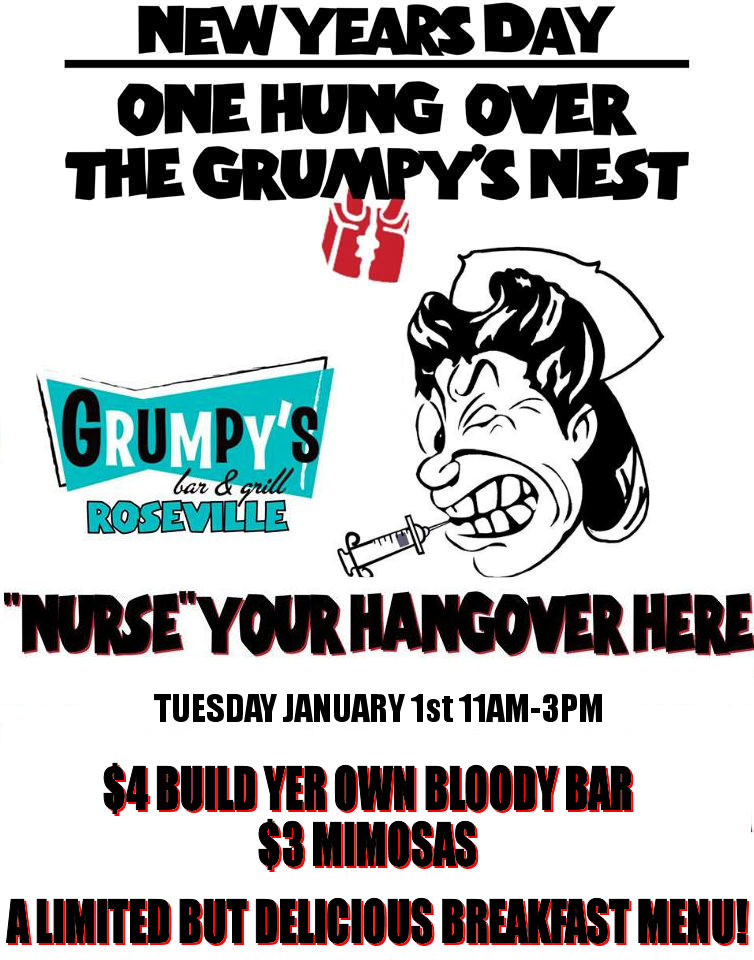 NEW YEARS DAY
ONE HUNG OVER
THE GRUMPY'S NEST
GRUMPY'S
bar & grill
ROSEVILLE
"NURSE" YOUR HANGOVER HERE
TUESDAY JANUARY 1st 11AM-3PM
$4 BUILD YER OWN BLOODY BAR
$3 MIMOSAS
A LIMITED BUT DELICIOUS BREAKFAST MENU!